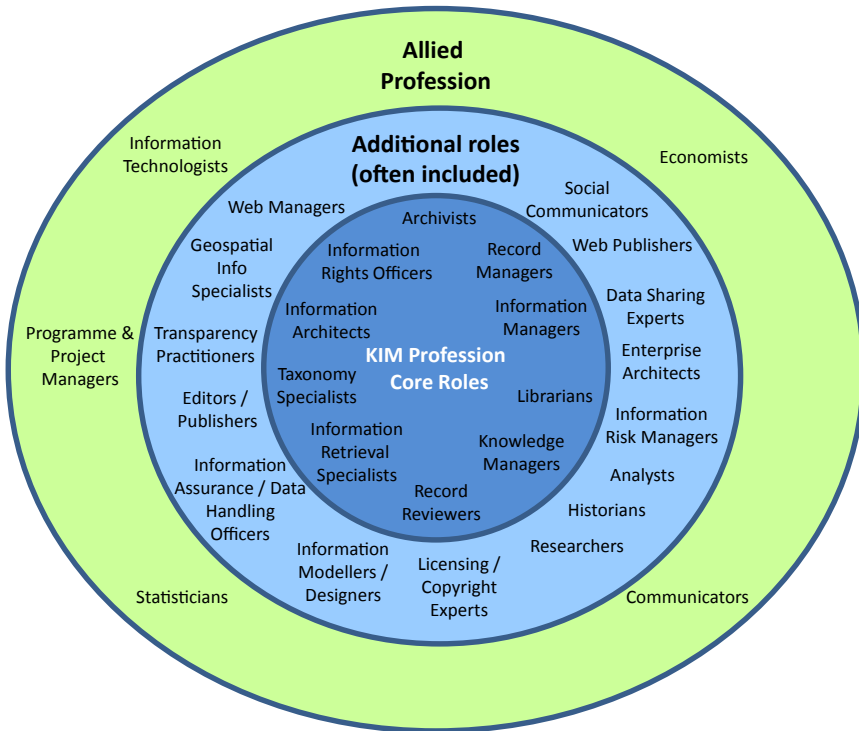 Allied
Profession
Information
Technologists
Economists
Additional roles
(often included)
Social
Communicators
Web Managers
Archivists
Web Publishers
Geospatial
Info
Specialists
Information
Rights Officers
Record
Managers
Data Sharing
Experts
Information
Architects
Information
Managers
Programme &
Project
Managers
Transparency
Practitioners
KIM Profession
Core Roles
Enterprise
Architects
Taxonomy
Specialists
Librarians
Editors /
Publishers
Information
Risk Managers
Information
Retrieval
Specialists
Knowledge
Managers
Information
Assurance / Data
Handling
Officers
Analysts
Record
Reviewers
Historians
Researchers
Information
Modellers /
Designers
Licensing /
Copyright
Experts
Statisticians
Communicators